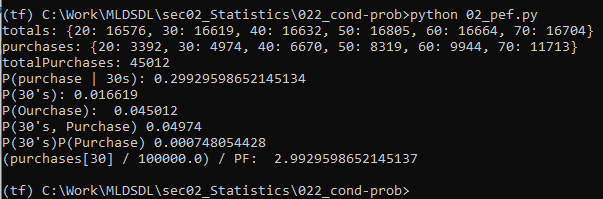 (tf) C:\Work\MLDSDL\sec02_Statistics\022_cond-prob>python 02_pef.py
totals: {20: 16576, 30: 16619, 40: 16632, 50: 16805, 60: 16664, 70: 16704}
purchases: {20: 3392, 30: 4974, 40: 6670, 50: 8319, 60: 9944, 70: 11713}
totalPurchases: 45012
P(purchase | 30s): 0.29929598652145134
P(30's): 0.016619
P(Ourchase):  0.045012
P(30's, Purchase) 0.04974
P(30's)P(Purchase) 0.000748054428
(purchases[30] / 100000.0) / PF:  2.9929598652145137
(tf) C:\Work\MLDSDL\sec02_Statistics\022_cond-prob>